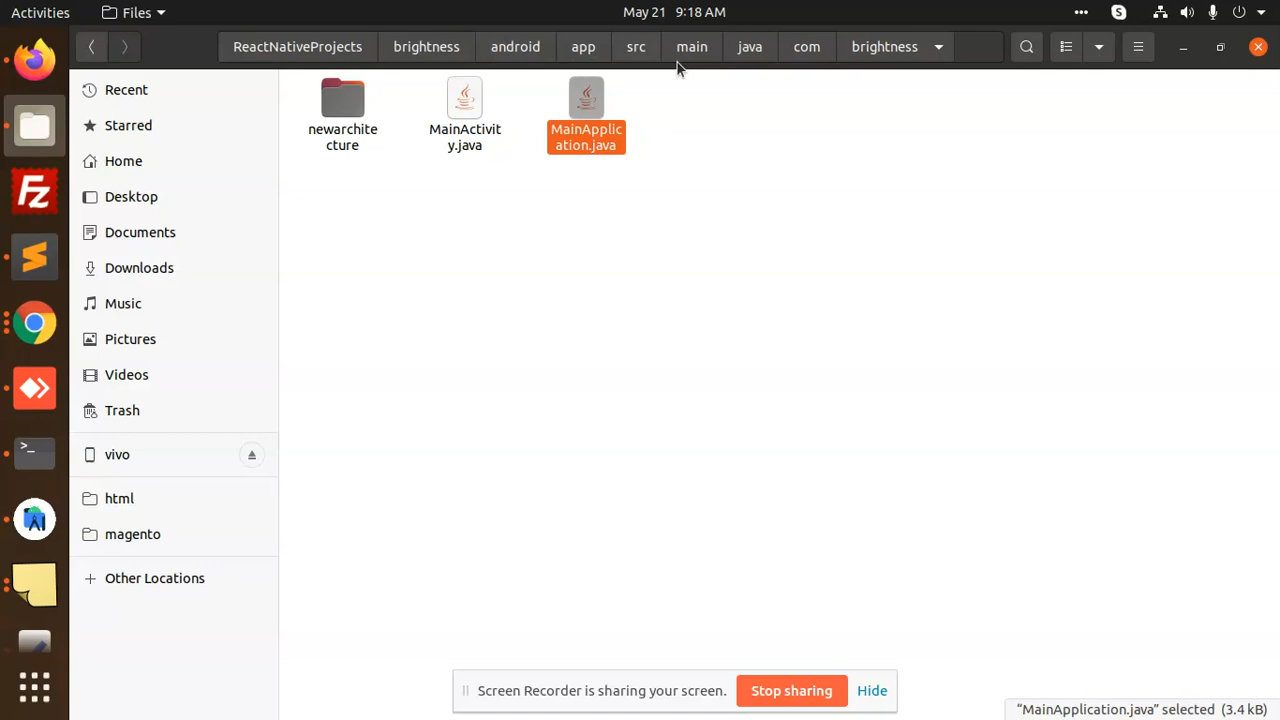 Activities
Files
May 21 9:18 AM
ReactNativeProjects
brightness
android
app
src
main
java
com
brightness
Recent
Starred
Home
Desktop
Documents
Downloads
Music
Pictures
Videos
Trash
vivo
html
magento
+ Other Locations
newarchite
cture
MainActivit
y.java
MainApplic
ation.java
Fz
S
>_
Screen Recorder is sharing your screen.
Stop sharing
Hide
“MainApplication.java” selected (3.4 kB)